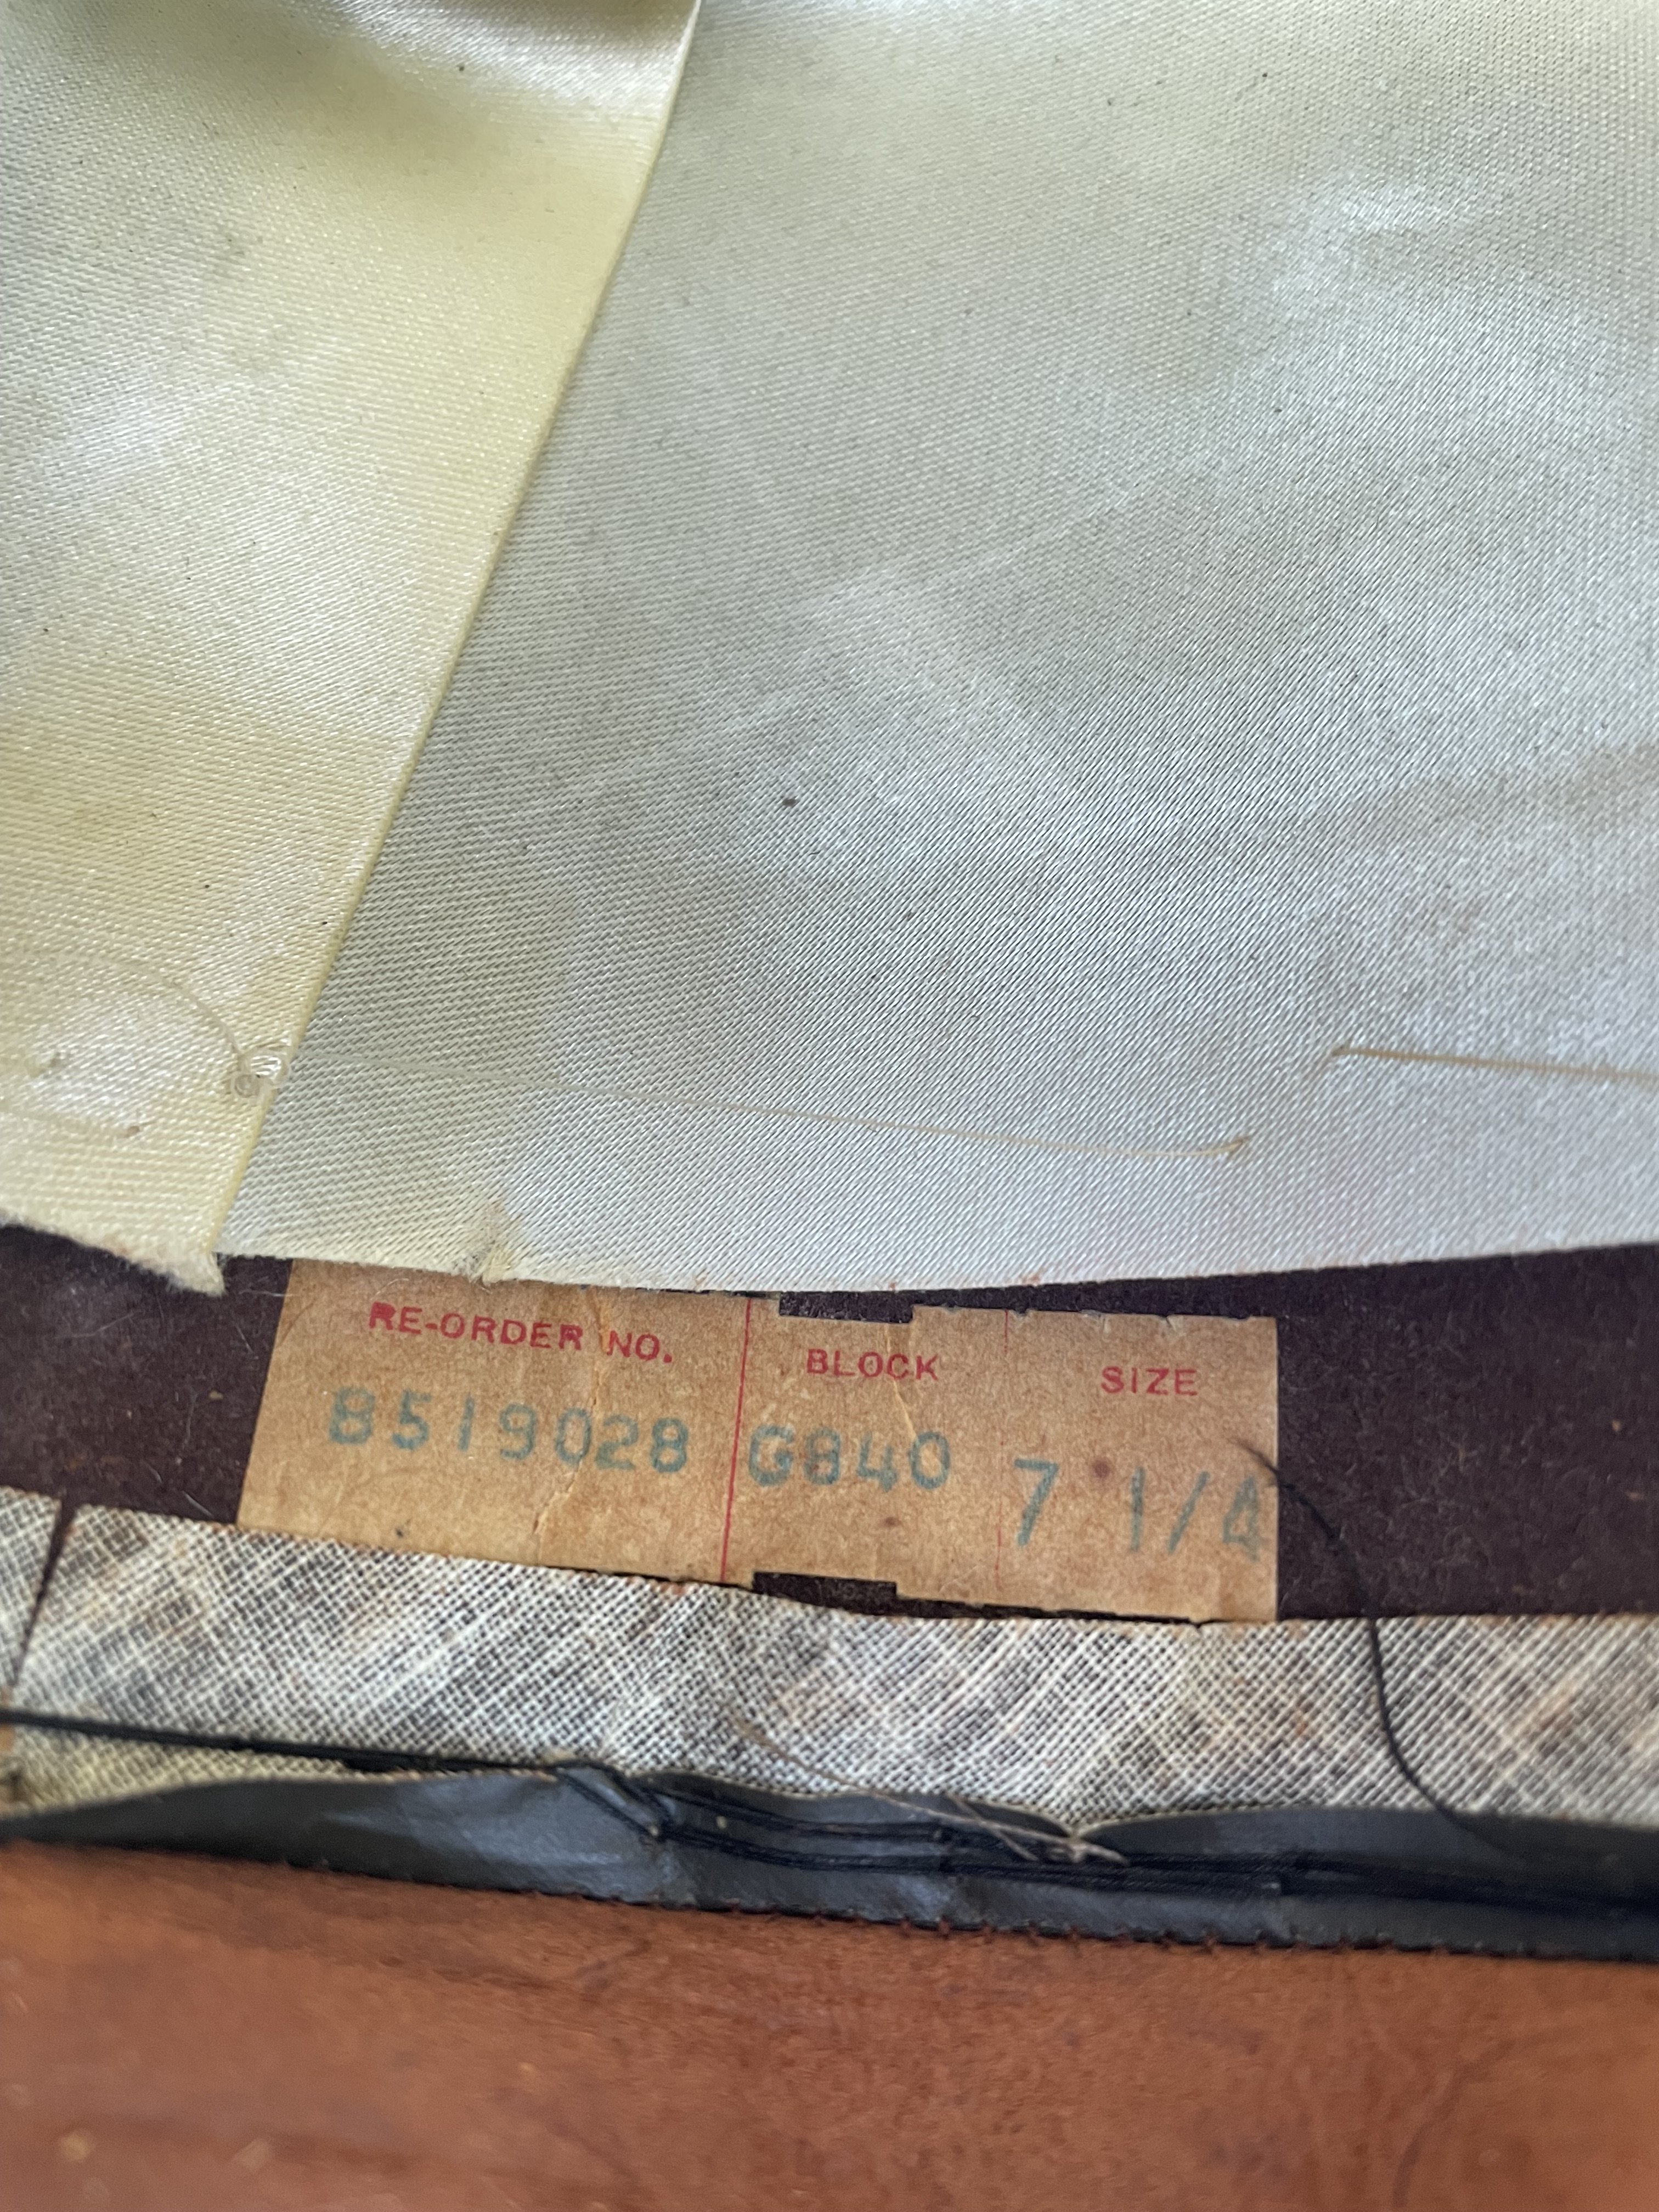 RE-ORDER NO. BLOCK SIZE
8519028 G840 7 1/4